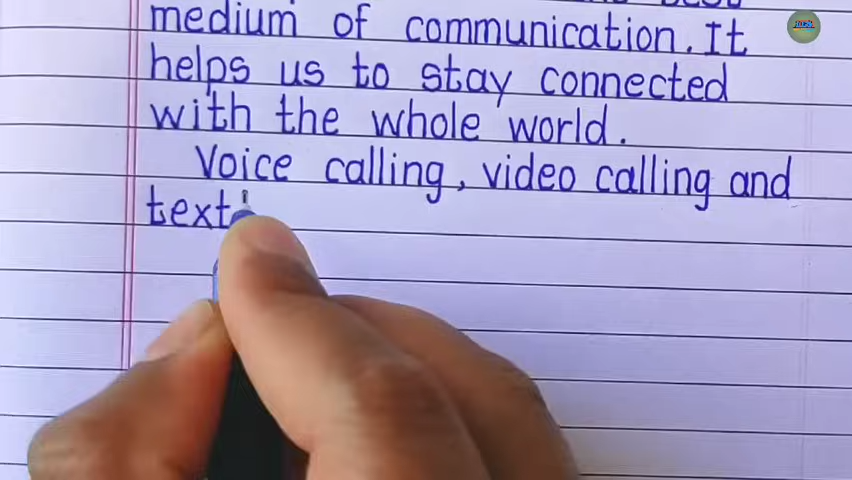 medium of communication. It
helps us to stay connected
with the whole world.
Voice calling, video calling and
text